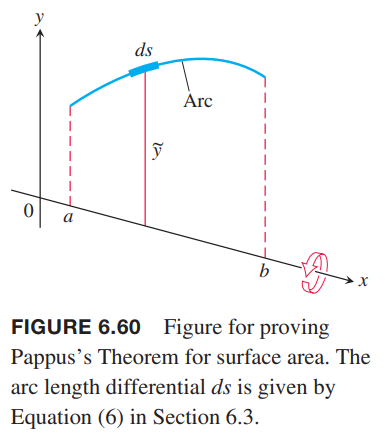 y
ds
Arc
ỹ
0
a
b
x
FIGURE 6.60 Figure for proving
Pappus’s Theorem for surface area. The
arc length differential ds is given by
Equation (6) in Section 6.3.